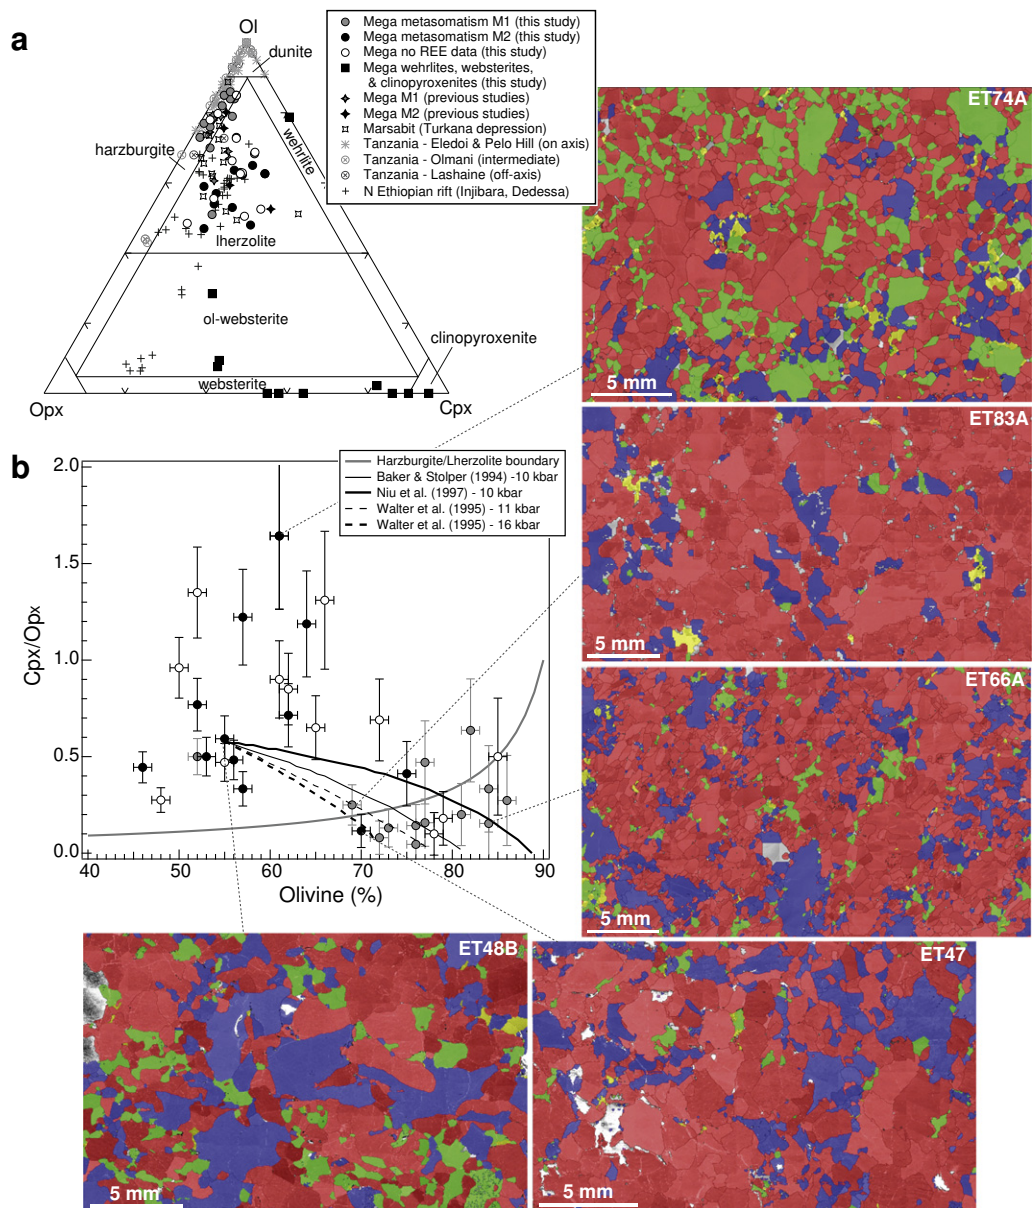 a
Ol
dunite
harzburgite
wehrlite
lherzolite
ol-websterite
clinopyroxenite
websterite
Opx
Cpx
Mega metasomatism M1 (this study)
Mega metasomatism M2 (this study)
Mega no REE data (this study)
Mega wehrlites, websterites,
& clinopyroxenites (this study)
Mega M1 (previous studies)
Mega M2 (previous studies)
Marsabit (Turkana depression)
Tanzania - Eledoi & Pelo Hill (on axis)
Tanzania - Olmani (intermediate)
Tanzania - Lashaine (off-axis)
N Ethiopian rift (Injibara, Dedessa)
ET74A
5 mm
ET83A
5 mm
ET66A
5 mm
b
Harzburgite/Lherzolite boundary
Baker & Stolper (1994) -10 kbar
Niu et al. (1997) - 10 kbar
Walter et al. (1995) - 11 kbar
Walter et al. (1995) - 16 kbar
2.0
1.5
1.0
0.5
0.0
Cpx/Opx
40 50 60 70 80 90
Olivine (%)
ET48B
5 mm
ET47
5 mm